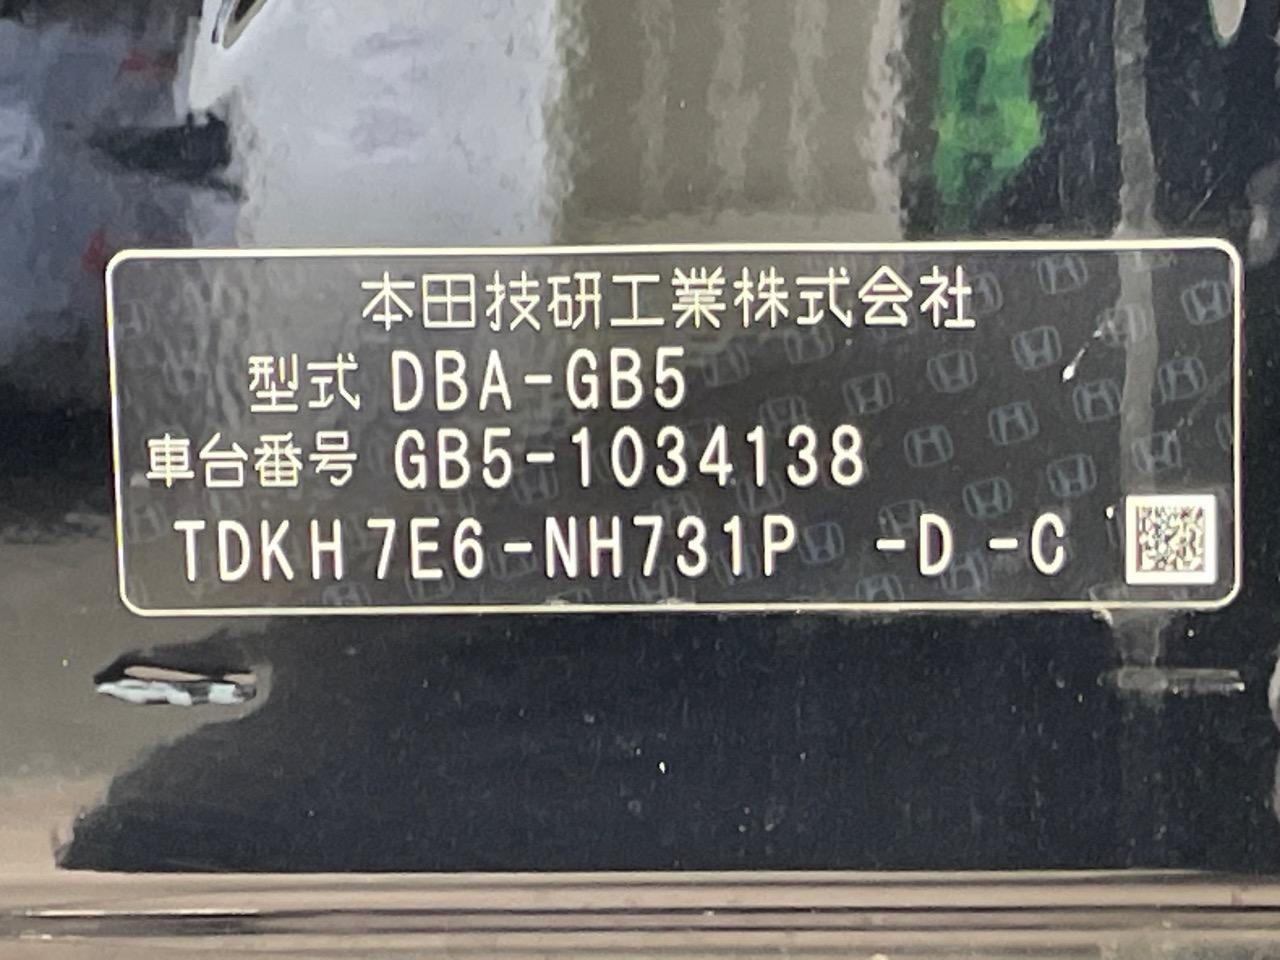 本田技研工業株式会社
型式 DBA-GB5
車台番号 GB5-1034138
TDKH7E6-NH731P -D -C